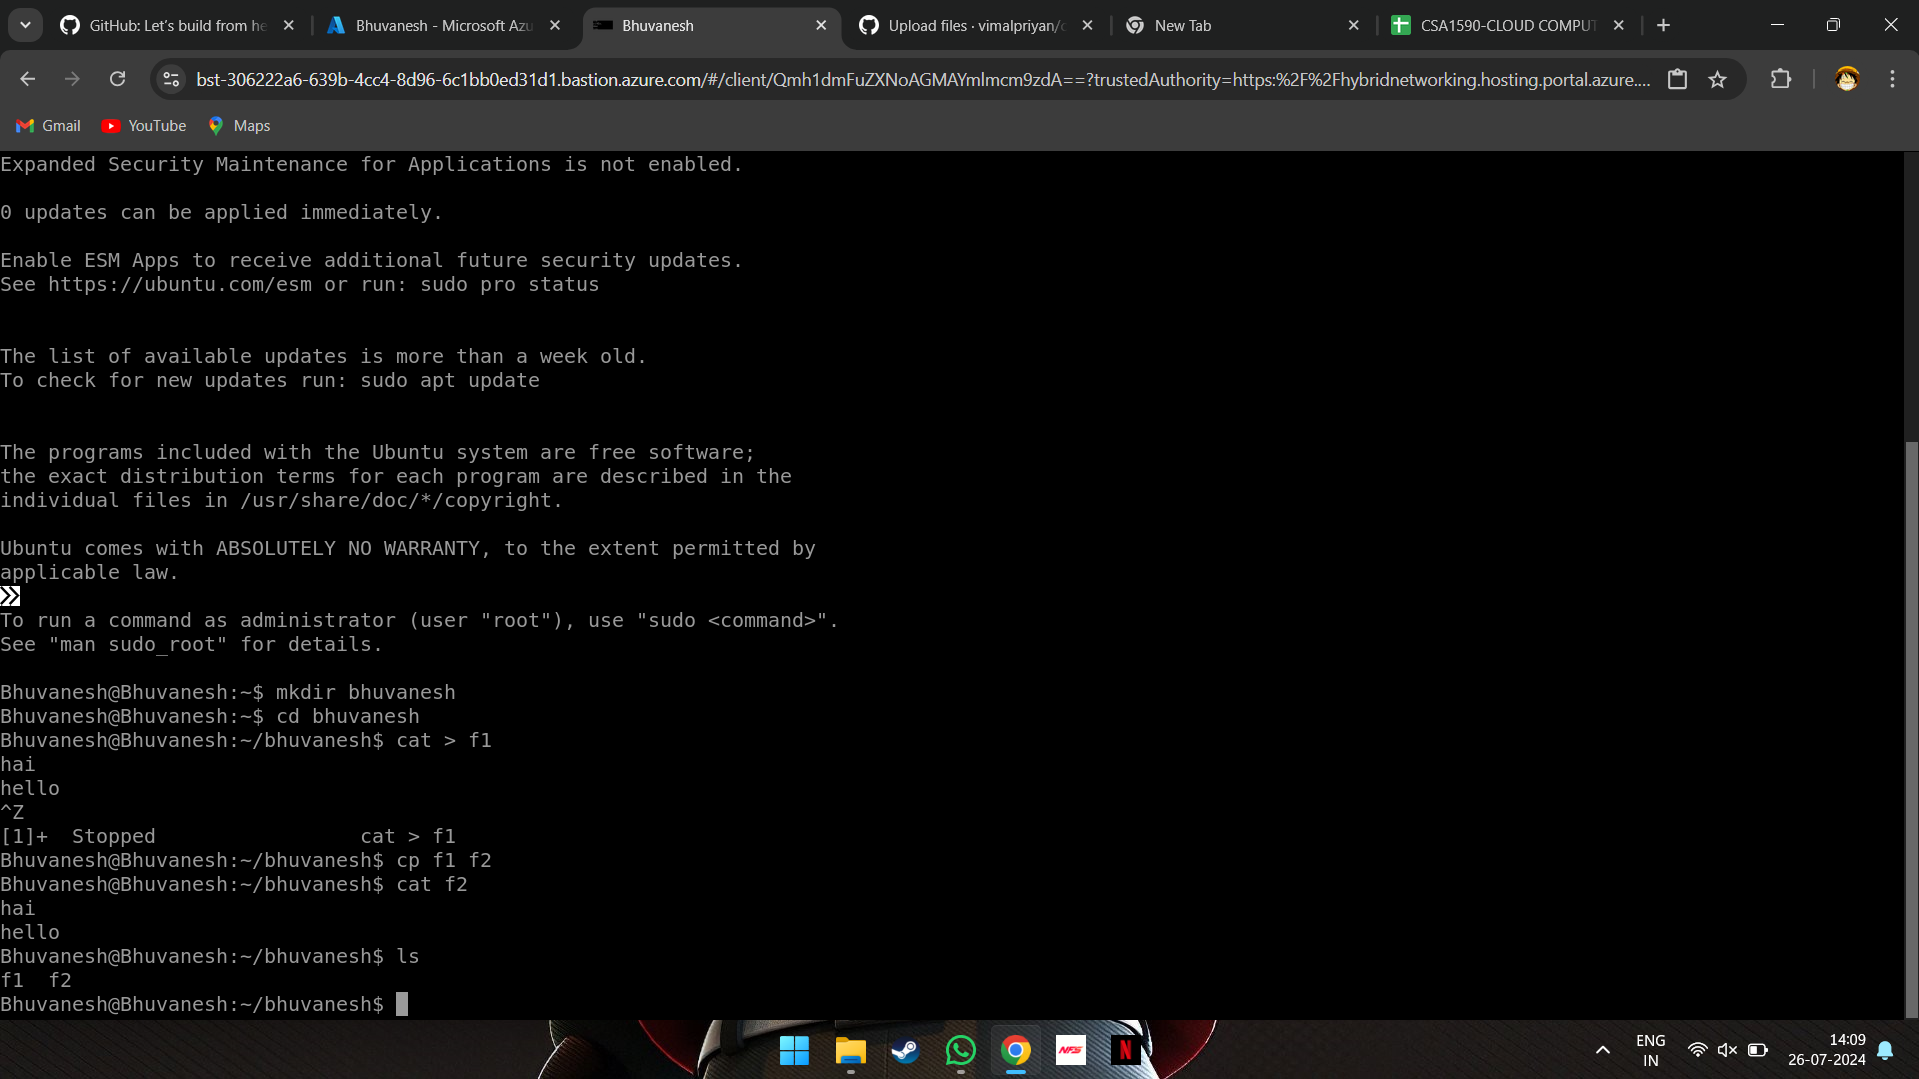 GitHub: Let's build from he
Bhuvanesh - Microsoft Azu
Bhuvanesh
Upload files · vimalpriyan/c
New Tab
CSA1590-CLOUD COMPUT
bst-306222a6-639b-4cc4-8d96-6c1bb0ed31d1.bastion.azure.com/#/client/Qmh1dmFuZXNoAGMAYmlmcm9zdA==?trustedAuthority=https:%2F%2Fhybridnetworking.hosting.portal.azure....
Gmail
YouTube
Maps
Expanded Security Maintenance for Applications is not enabled.
0 updates can be applied immediately.
Enable ESM Apps to receive additional future security updates.
See https://ubuntu.com/esm or run: sudo pro status
The list of available updates is more than a week old.
To check for new updates run: sudo apt update
The programs included with the Ubuntu system are free software;
the exact distribution terms for each program are described in the
individual files in /usr/share/doc/*/copyright.
Ubuntu comes with ABSOLUTELY NO WARRANTY, to the extent permitted by
applicable law.
To run a command as administrator (user "root"), use "sudo <command>".
See "man sudo_root" for details.
Bhuvanesh@Bhuvanesh:~$ mkdir bhuvanesh
Bhuvanesh@Bhuvanesh:~$ cd bhuvanesh
Bhuvanesh@Bhuvanesh:~/bhuvanesh$ cat > f1
hai
hello
^Z
[1]+  Stopped                 cat > f1
Bhuvanesh@Bhuvanesh:~/bhuvanesh$ cp f1 f2
Bhuvanesh@Bhuvanesh:~/bhuvanesh$ cat f2
hai
hello
Bhuvanesh@Bhuvanesh:~/bhuvanesh$ ls
f1  f2
Bhuvanesh@Bhuvanesh:~/bhuvanesh$
NFS
N
ENG
IN
14:09
26-07-2024